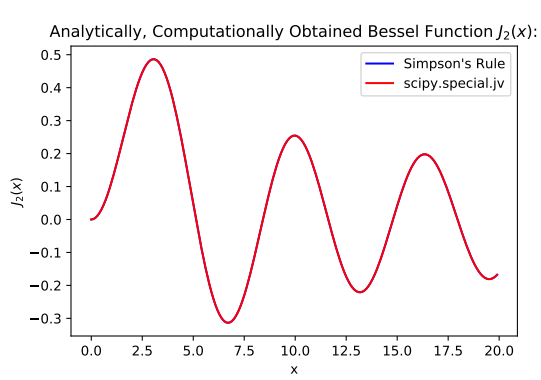 Analytically, Computationally Obtained Bessel Function J₂(x):
Simpson's Rule
scipy.special.jv
J₂(x)
0.5
0.4
0.3
0.2
0.1
0.0
−0.1
−0.2
−0.3
0.0 2.5 5.0 7.5 10.0 12.5 15.0 17.5 20.0
x